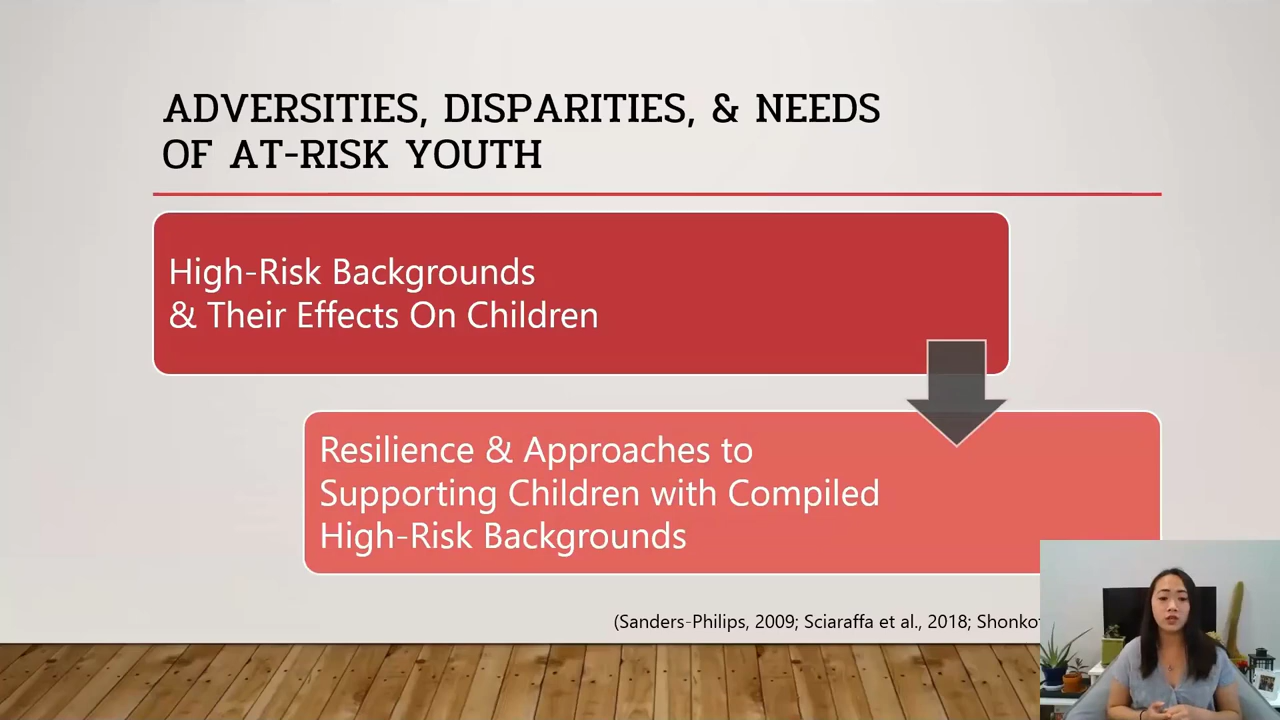 ADVERSITIES, DISPARITIES, & NEEDS
OF AT-RISK YOUTH
High-Risk Backgrounds
& Their Effects On Children
Resilience & Approaches to
Supporting Children with Compiled
High-Risk Backgrounds
(Sanders-Philips, 2009; Sciaraffa et al., 2018;